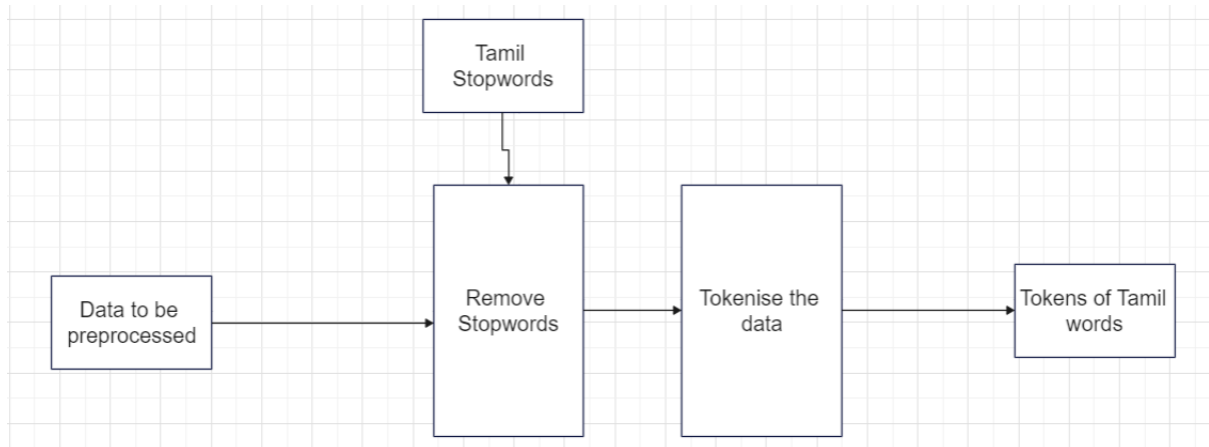 Tamil
Stopwords
Data to be
preprocessed
Remove
Stopwords
Tokenise the
data
Tokens of Tamil
words